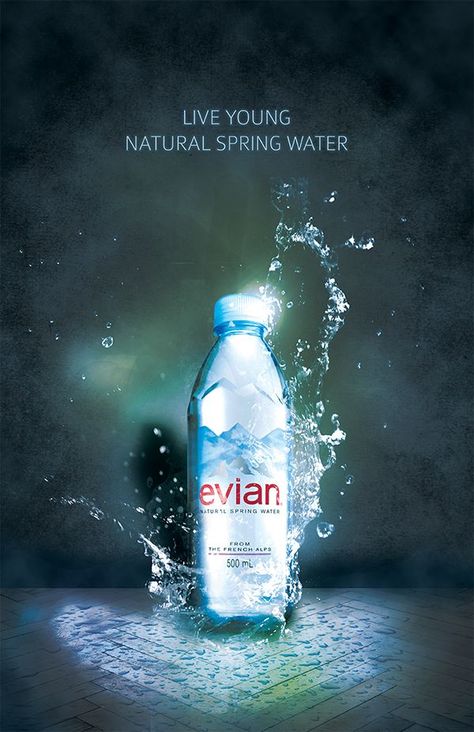 LIVE YOUNG
NATURAL SPRING WATER
evian
NATURAL SPRING WATER
FROM
THE FRENCH ALPS
500 mL